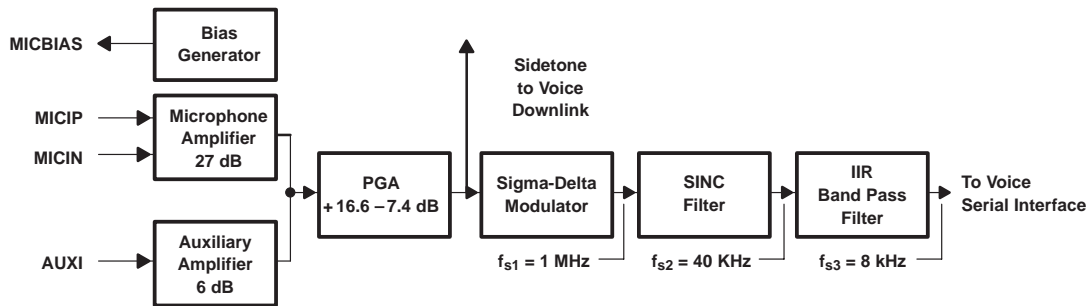 MICBIAS
Bias
Generator
MICIP
MICIN
Microphone
Amplifier
27 dB
AUXI
Auxiliary
Amplifier
6 dB
PGA
+ 16.6 – 7.4 dB
Sidetone
to Voice
Downlink
Sigma-Delta
Modulator
fs1 = 1 MHz
SINC
Filter
fs2 = 40 KHz
IIR
Band Pass
Filter
fs3 = 8 kHz
To Voice
Serial Interface